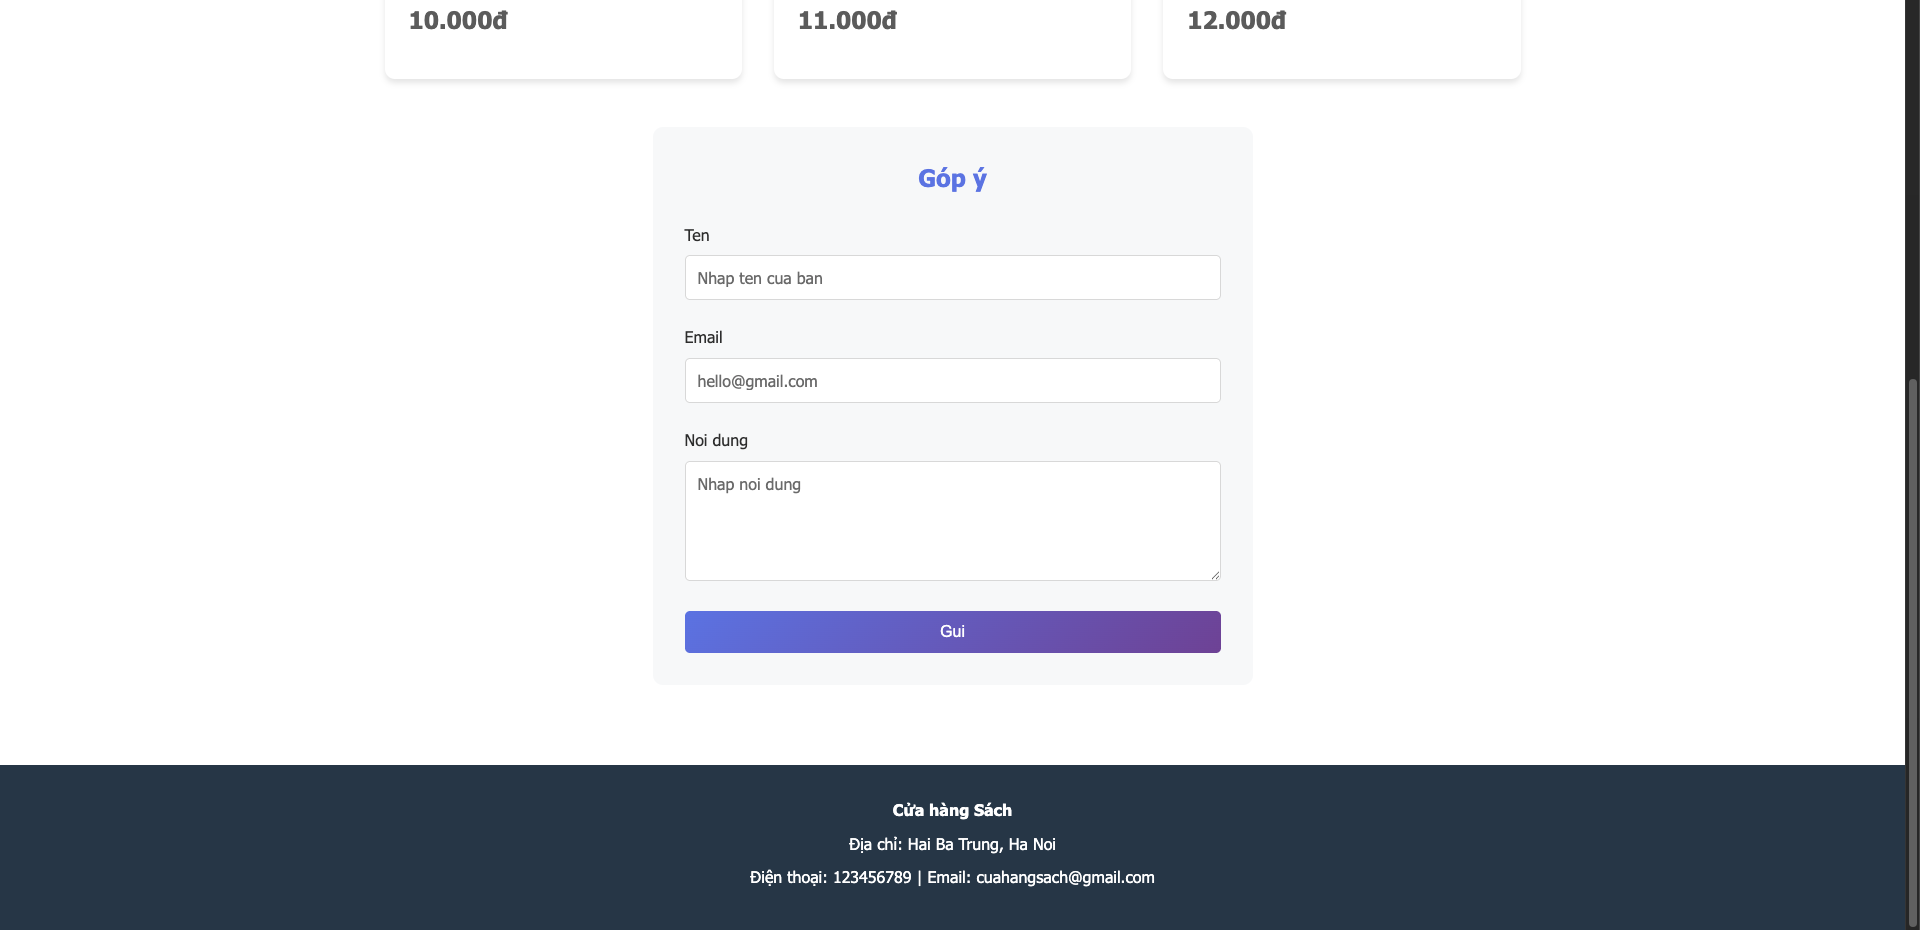 10.000đ
11.000đ
12.000đ
Góp ý
Ten
Nhap ten cua ban
Email
hello@gmail.com
Noi dung
Nhap noi dung
Gui
Cửa hàng Sách
Địa chỉ: Hai Ba Trung, Ha Noi
Điện thoại: 123456789 | Email: cuahangsach@gmail.com